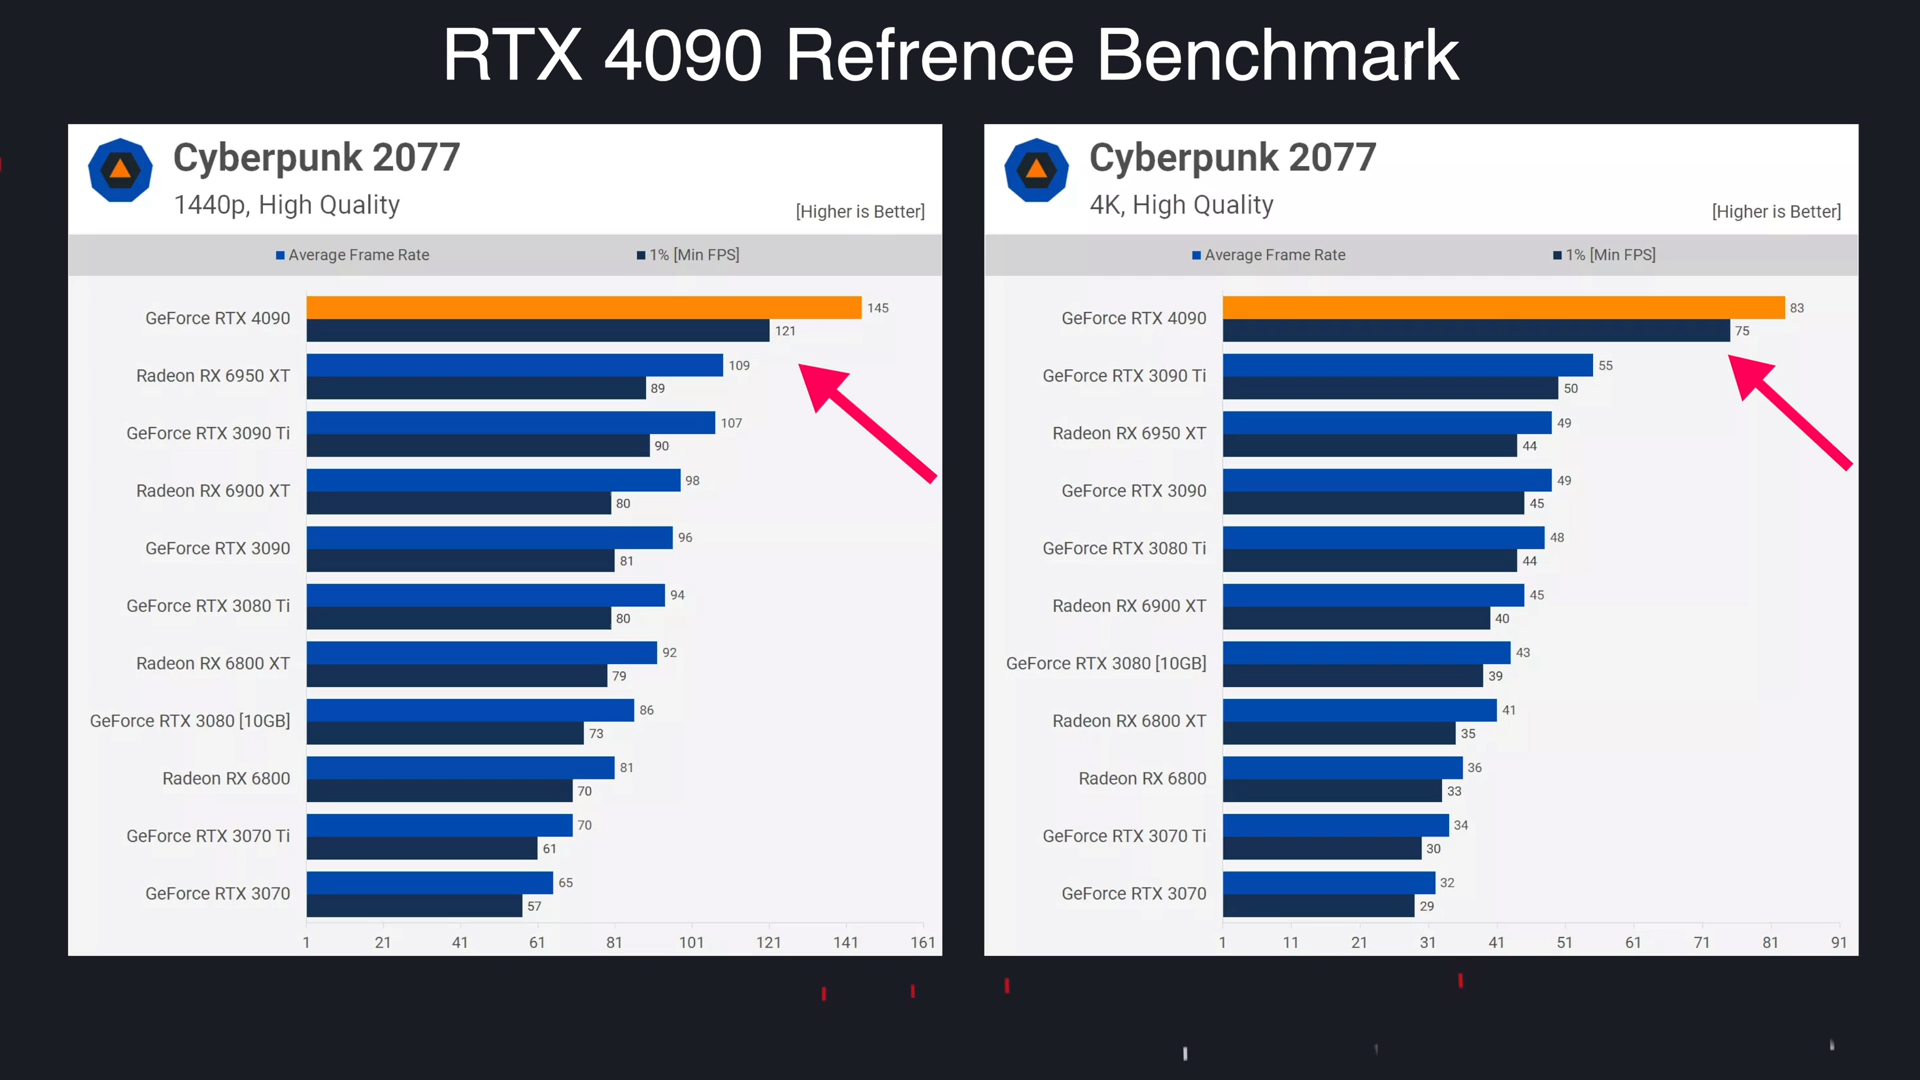 RTX 4090 Refrence Benchmark
Cyberpunk 2077
1440p, High Quality
[Higher is Better]
Average Frame Rate
1% [Min FPS]
GeForce RTX 4090
145
121
Radeon RX 6950 XT
109
89
GeForce RTX 3090 Ti
107
90
Radeon RX 6900 XT
98
80
GeForce RTX 3090
96
81
GeForce RTX 3080 Ti
94
80
Radeon RX 6800 XT
92
79
GeForce RTX 3080 [10GB]
86
73
Radeon RX 6800
81
70
GeForce RTX 3070 Ti
70
61
GeForce RTX 3070
65
57
1 21 41 61 81 101 121 141 161
Cyberpunk 2077
4K, High Quality
[Higher is Better]
Average Frame Rate
1% [Min FPS]
GeForce RTX 4090
83
75
GeForce RTX 3090 Ti
55
50
Radeon RX 6950 XT
49
44
GeForce RTX 3090
49
45
GeForce RTX 3080 Ti
48
44
Radeon RX 6900 XT
45
40
GeForce RTX 3080 [10GB]
43
39
Radeon RX 6800 XT
41
35
Radeon RX 6800
36
33
GeForce RTX 3070 Ti
34
30
GeForce RTX 3070
32
29
1 11 21 31 41 51 61 71 81 91